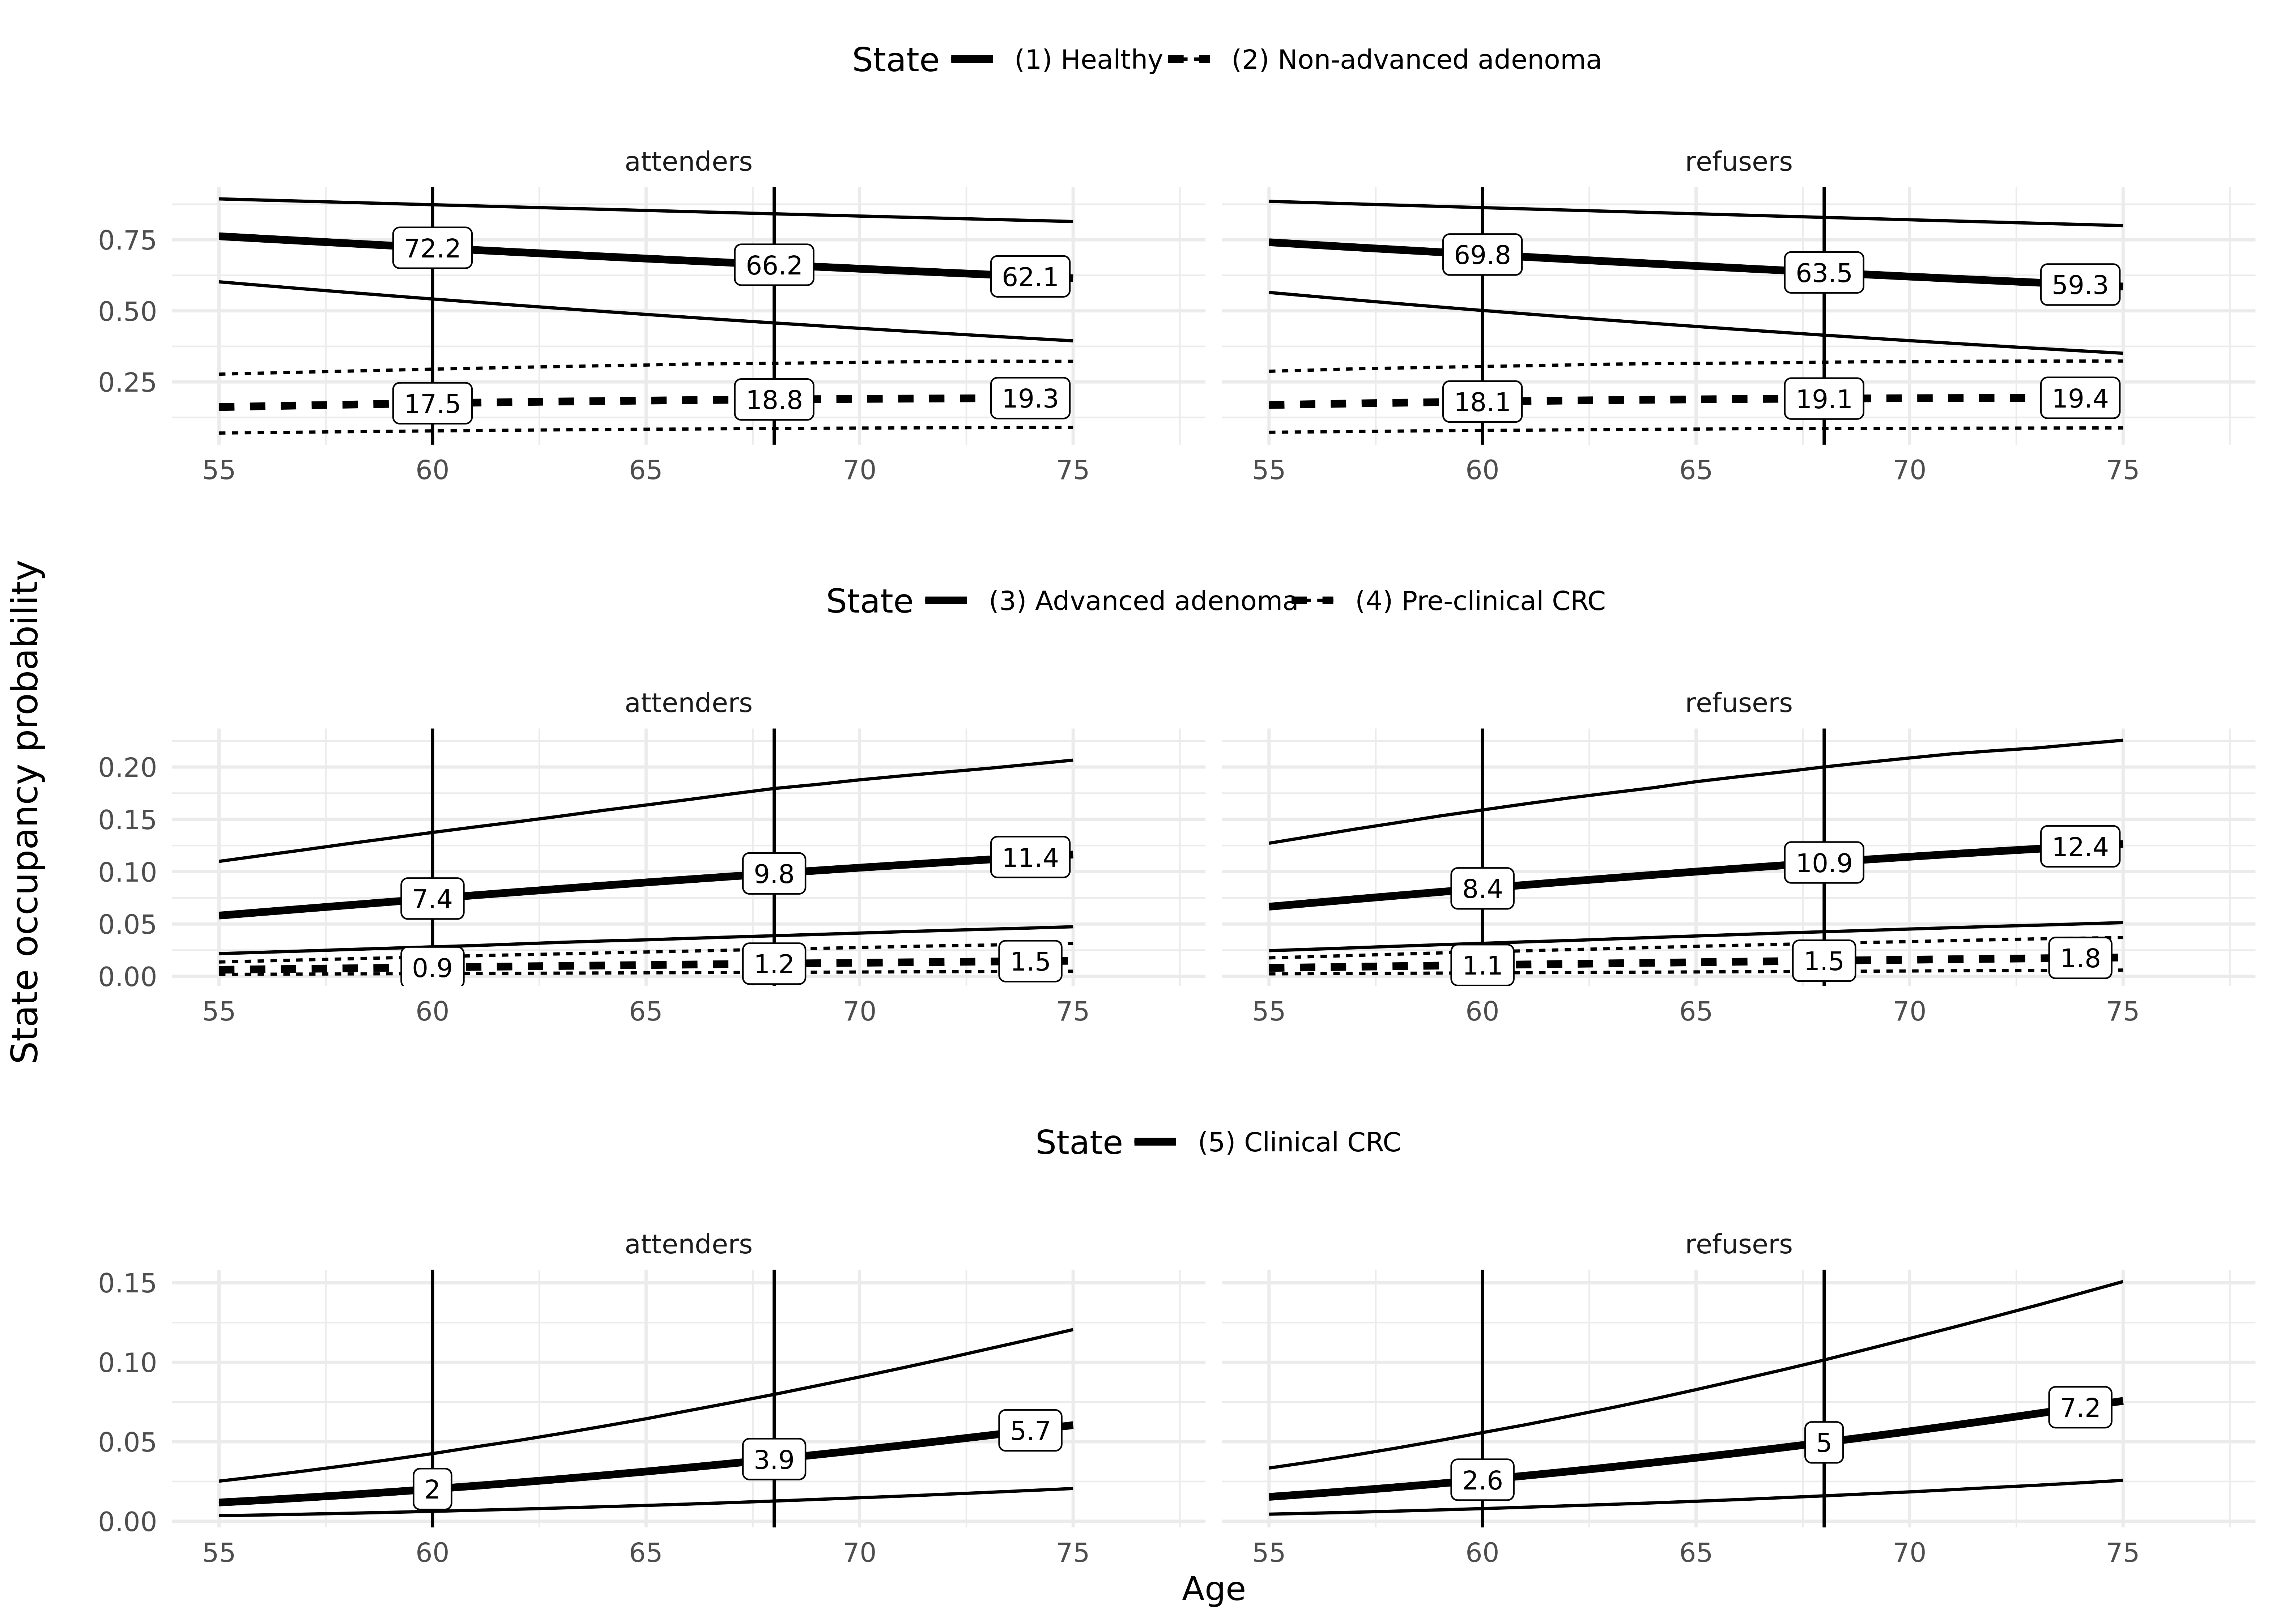 State (1) Healthy (2) Non-advanced adenoma
attenders refusers
0.75
0.50
0.25
72.2 66.2 62.1 69.8 63.5 59.3
17.5 18.8 19.3 18.1 19.1 19.4
55 60 65 70 75 55 60 65 70 75
State occupancy probability
State (3) Advanced adenoma (4) Pre-clinical CRC
attenders refusers
0.20
0.15
0.10
0.05
0.00
7.4 9.8 11.4 8.4 10.9 12.4
0.9 1.2 1.5 1.1 1.5 1.8
55 60 65 70 75 55 60 65 70 75
State (5) Clinical CRC
attenders refusers
0.15
0.10
0.05
0.00
2 3.9 5.7 2.6 5 7.2
55 60 65 70 75 55 60 65 70 75
Age